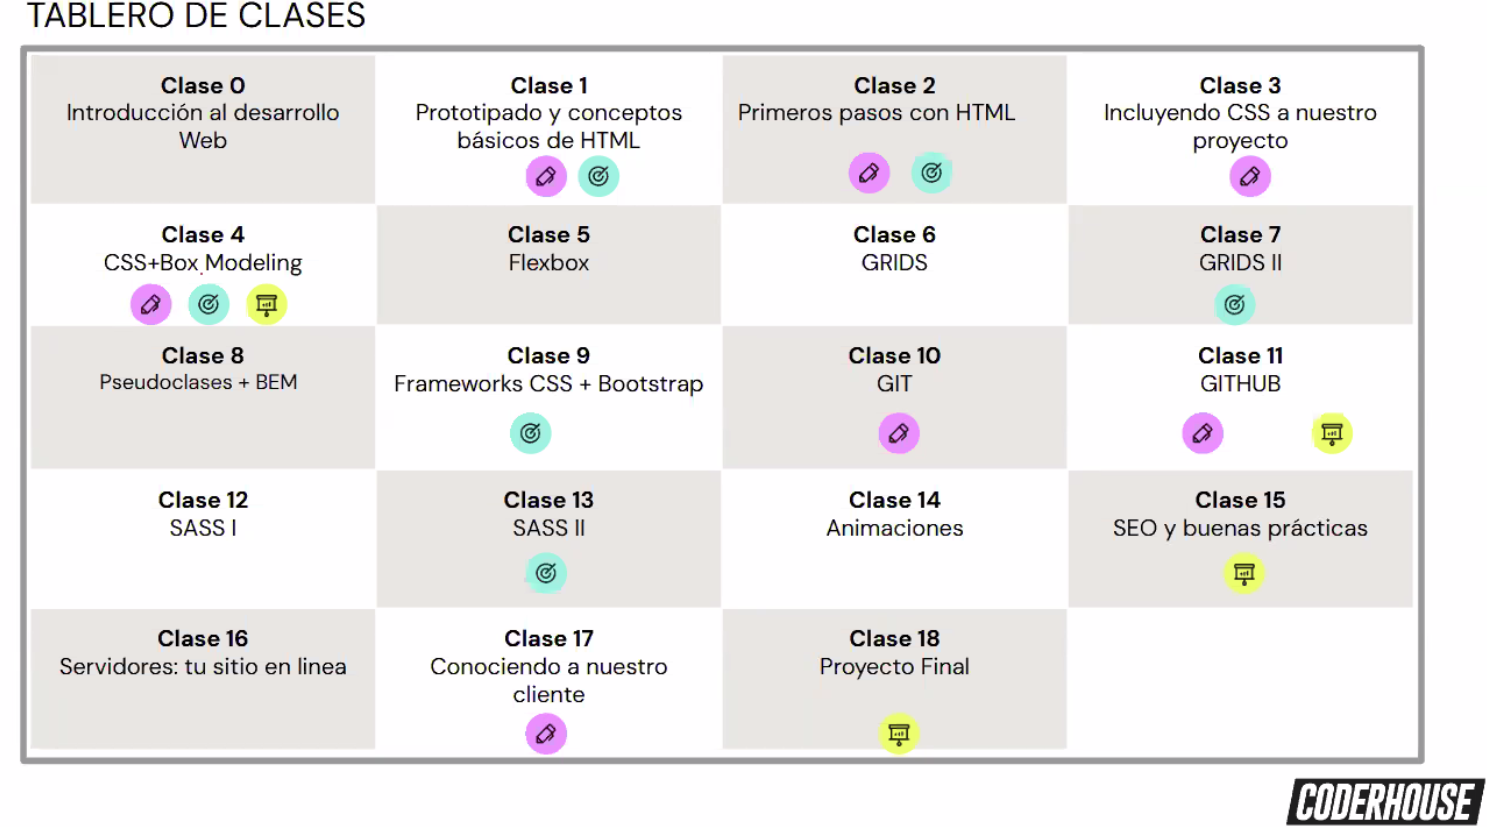 TABLERO DE CLASES
Clase 0
Introducción al desarrollo
Web
Clase 1
Prototipado y conceptos
básicos de HTML
Clase 2
Primeros pasos con HTML
Clase 3
Incluyendo CSS a nuestro
proyecto
Clase 4
CSS+Box Modeling
Clase 5
Flexbox
Clase 6
GRIDS
Clase 7
GRIDS II
Clase 8
Pseudoclases + BEM
Clase 9
Frameworks CSS + Bootstrap
Clase 10
GIT
Clase 11
GITHUB
Clase 12
SASS I
Clase 13
SASS II
Clase 14
Animaciones
Clase 15
SEO y buenas prácticas
Clase 16
Servidores: tu sitio en linea
Clase 17
Conociendo a nuestro
cliente
Clase 18
Proyecto Final
CODERHOUSE